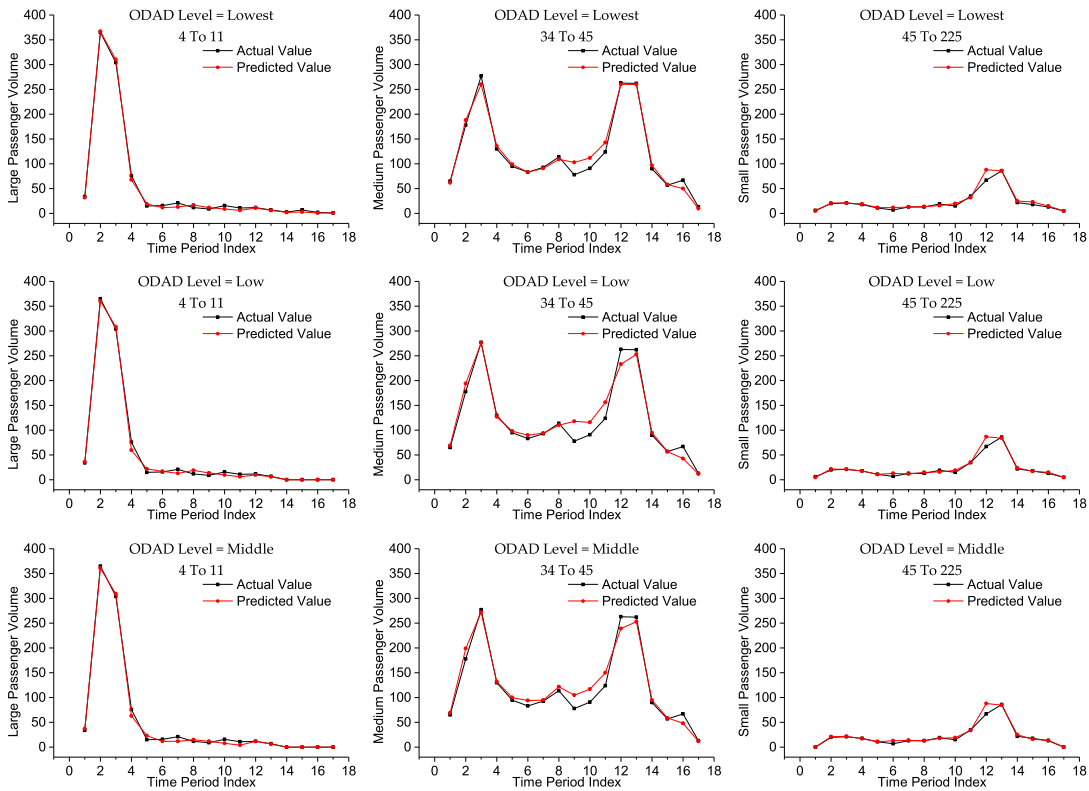 ODAD Level = Lowest
4 To 11
Actual Value
Predicted Value
Large Passenger Volume
400
350
300
250
200
150
100
50
0
0 2 4 6 8 10 12 14 16 18
Time Period Index
ODAD Level = Lowest
34 To 45
Actual Value
Predicted Value
Medium Passenger Volume
400
350
300
250
200
150
100
50
0
0 2 4 6 8 10 12 14 16 18
Time Period Index
ODAD Level = Lowest
45 To 225
Actual Value
Predicted Value
Small Passenger Volume
400
350
300
250
200
150
100
50
0
0 2 4 6 8 10 12 14 16 18
Time Period Index
ODAD Level = Low
4 To 11
Actual Value
Predicted Value
Large Passenger Volume
400
350
300
250
200
150
100
50
0
0 2 4 6 8 10 12 14 16 18
Time Period Index
ODAD Level = Low
34 To 45
Actual Value
Predicted Value
Medium Passenger Volume
400
350
300
250
200
150
100
50
0
0 2 4 6 8 10 12 14 16 18
Time Period Index
ODAD Level = Low
45 To 225
Actual Value
Predicted Value
Small Passenger Volume
400
350
300
250
200
150
100
50
0
0 2 4 6 8 10 12 14 16 18
Time Period Index
ODAD Level = Middle
4 To 11
Actual Value
Predicted Value
Large Passenger Volume
400
350
300
250
200
150
100
50
0
0 2 4 6 8 10 12 14 16 18
Time Period Index
ODAD Level = Middle
34 To 45
Actual Value
Predicted Value
Medium Passenger Volume
400
350
300
250
200
150
100
50
0
0 2 4 6 8 10 12 14 16 18
Time Period Index
ODAD Level = Middle
45 To 225
Actual Value
Predicted Value
Small Passenger Volume
400
350
300
250
200
150
100
50
0
0 2 4 6 8 10 12 14 16 18
Time Period Index